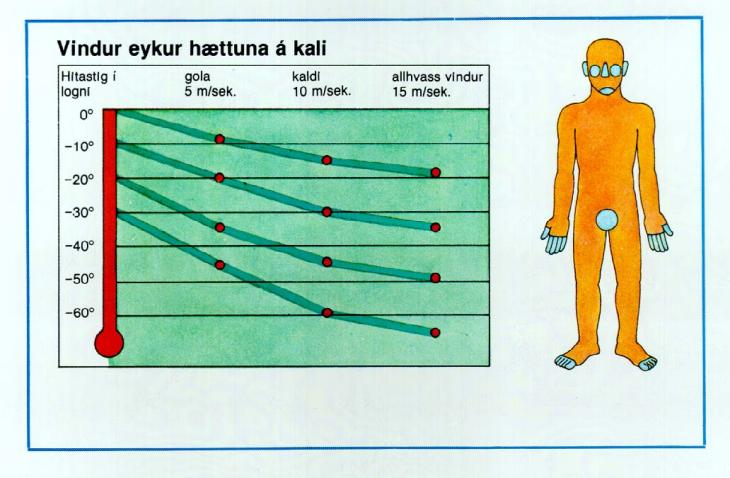 Vindur eykur hættuna á kali
Hitastig í gola kaldi allhvass vindur
logni 5 m/sek. 10 m/sek. 15 m/sek.
0°
−10°
−20°
−30°
−40°
−50°
−60°